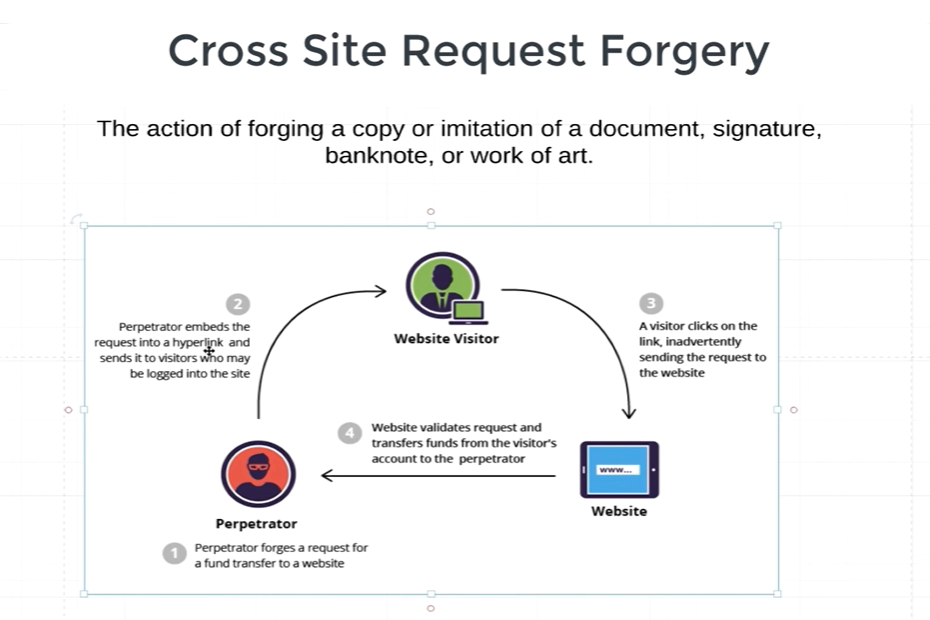 Cross Site Request Forgery
The action of forging a copy or imitation of a document, signature,
banknote, or work of art.
2
Perpetrator embeds the
request into a hyperlink and
sends it to visitors who may
be logged into the site
Website Visitor
3
A visitor clicks on the
link, inadvertently
sending the request to
the website
4
Website validates request and
transfers funds from the visitor's
account to the perpetrator
www...
Website
Perpetrator
1
Perpetrator forges a request for
a fund transfer to a website